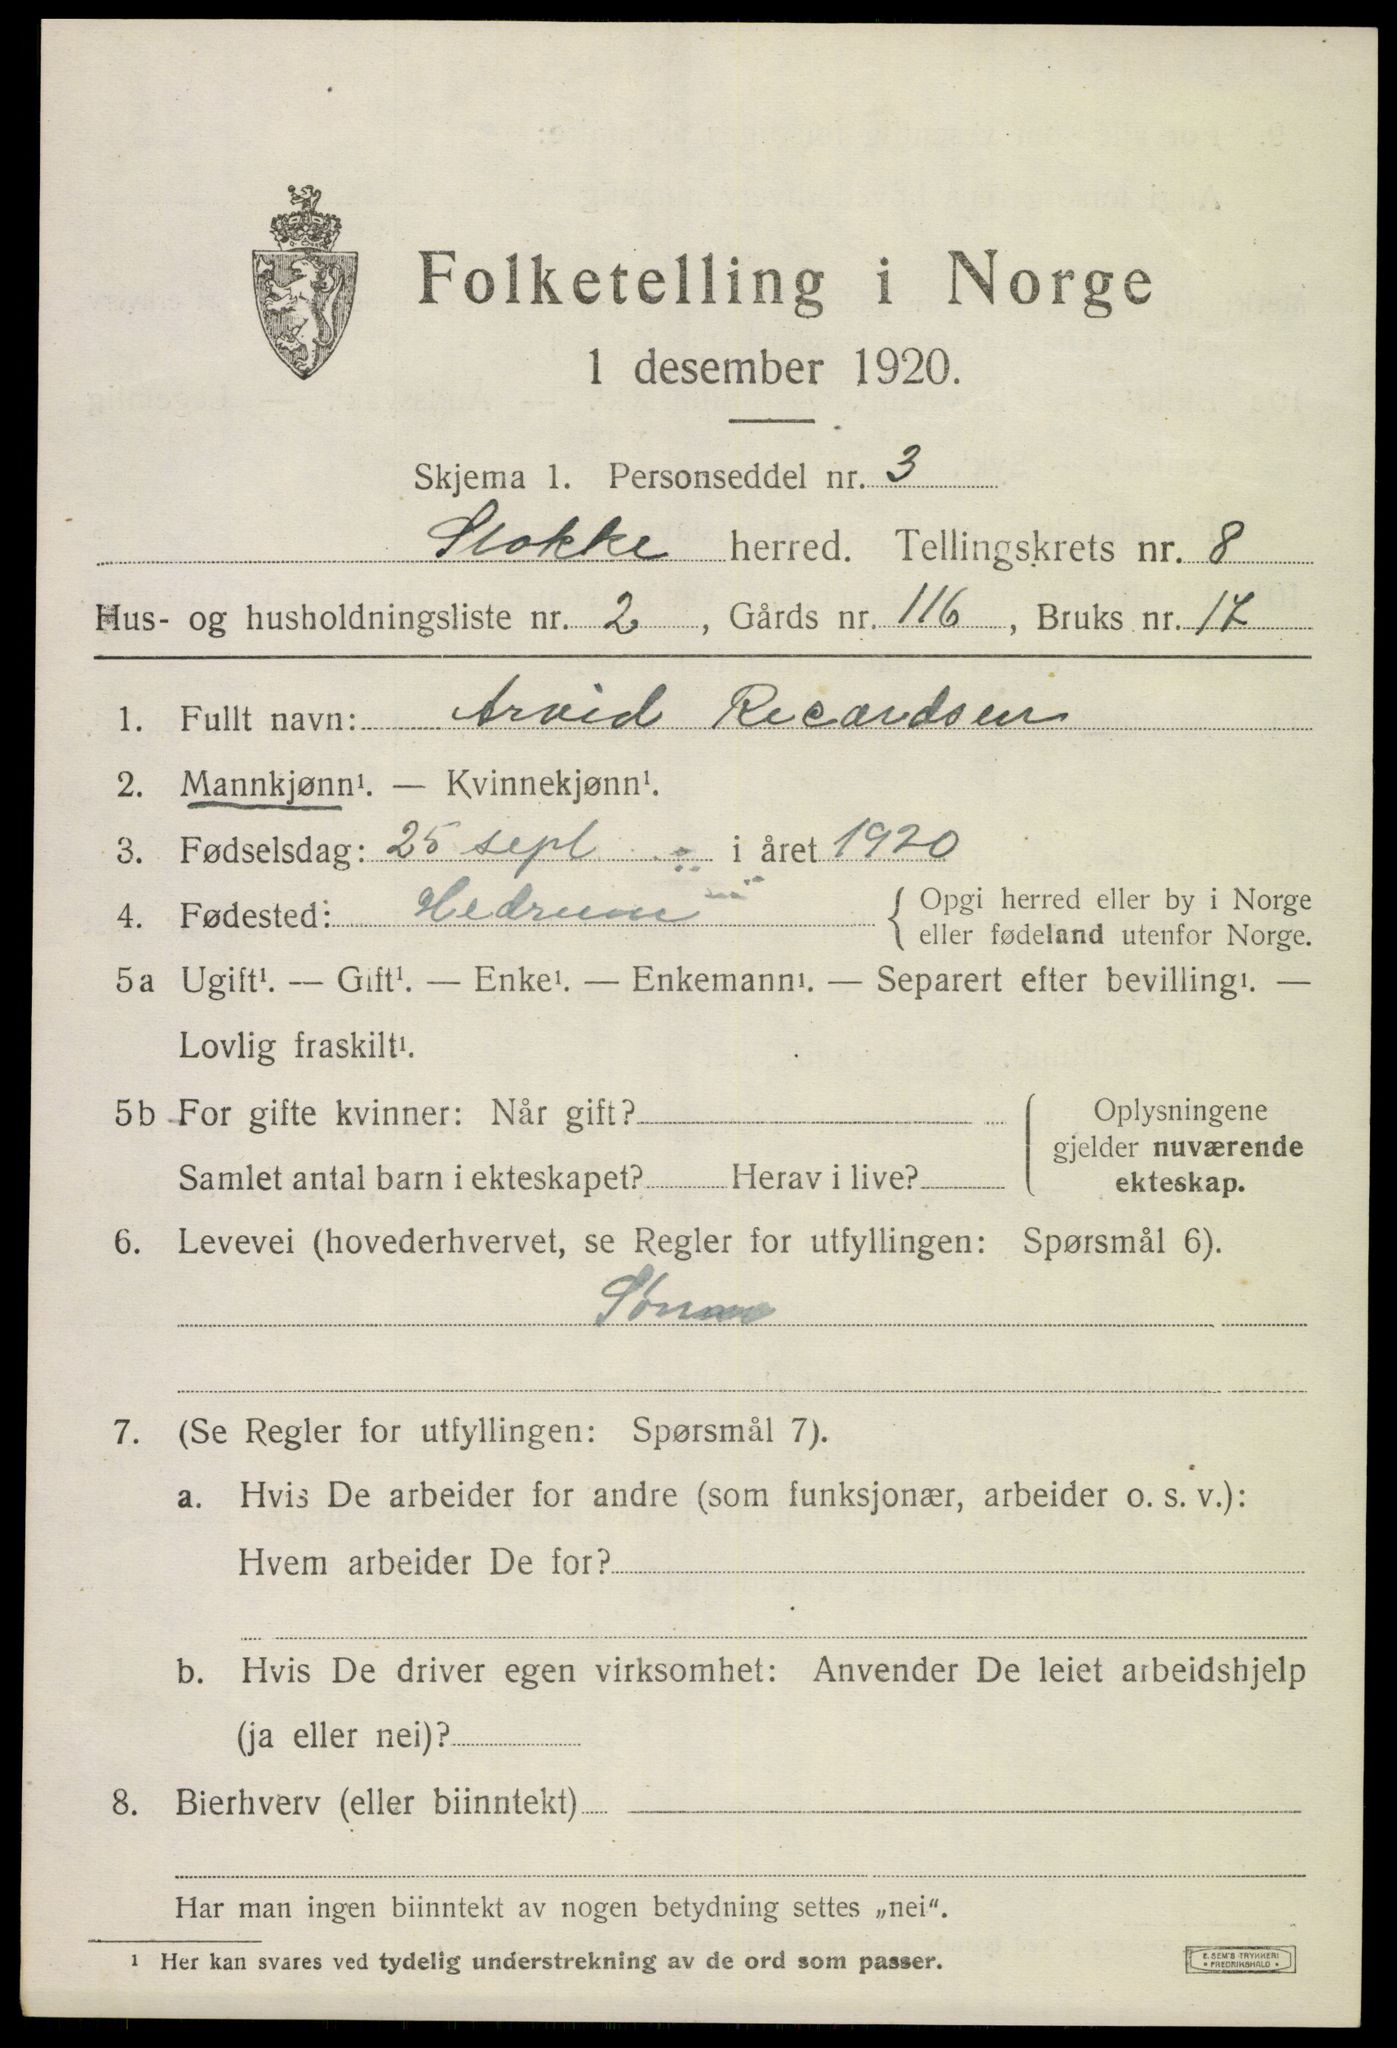 Folketelling i Norge
1 desember 1920.
Skjema 1. Personseddel nr. 3
Stokke herred. Tellingskrets nr. 8
Hus- og husholdningsliste nr. 2, Gårds nr. 116, Bruks nr. 17
1. Fullt navn: Arvid Recardsen
2. Mannkjønn¹. — Kvinnekjønn¹.
3. Fødselsdag: 25 sept i året 1920
4. Fødested: Hedrum { Opgi herred eller by i Norge
eller fødeland utenfor Norge.
5a Ugift¹. — Gift¹. — Enke¹. — Enkemann¹. — Separert efter bevilling¹. —
Lovlig fraskilt¹.
5b For gifte kvinner: Når gift?
Samlet antal barn i ekteskapet? Herav i live?
{ Oplysningene
gjelder nuværende
ekteskap.
6. Levevei (hovederhvervet, se Regler for utfyllingen: Spørsmål 6).
7. (Se Regler for utfyllingen: Spørsmål 7).
a. Hvis De arbeider for andre (som funksjonær, arbeider o. s. v.):
Hvem arbeider De for?
b. Hvis De driver egen virksomhet: Anvender De leiet arbeidshjelp
(ja eller nei)?
8. Bierhverv (eller biinntekt)
Har man ingen biinntekt av nogen betydning settes „nei“.
¹ Her kan svares ved tydelig understrekning av de ord som passer.
E. SEM'S TRYKKERI
• FREDRIKSHALD •